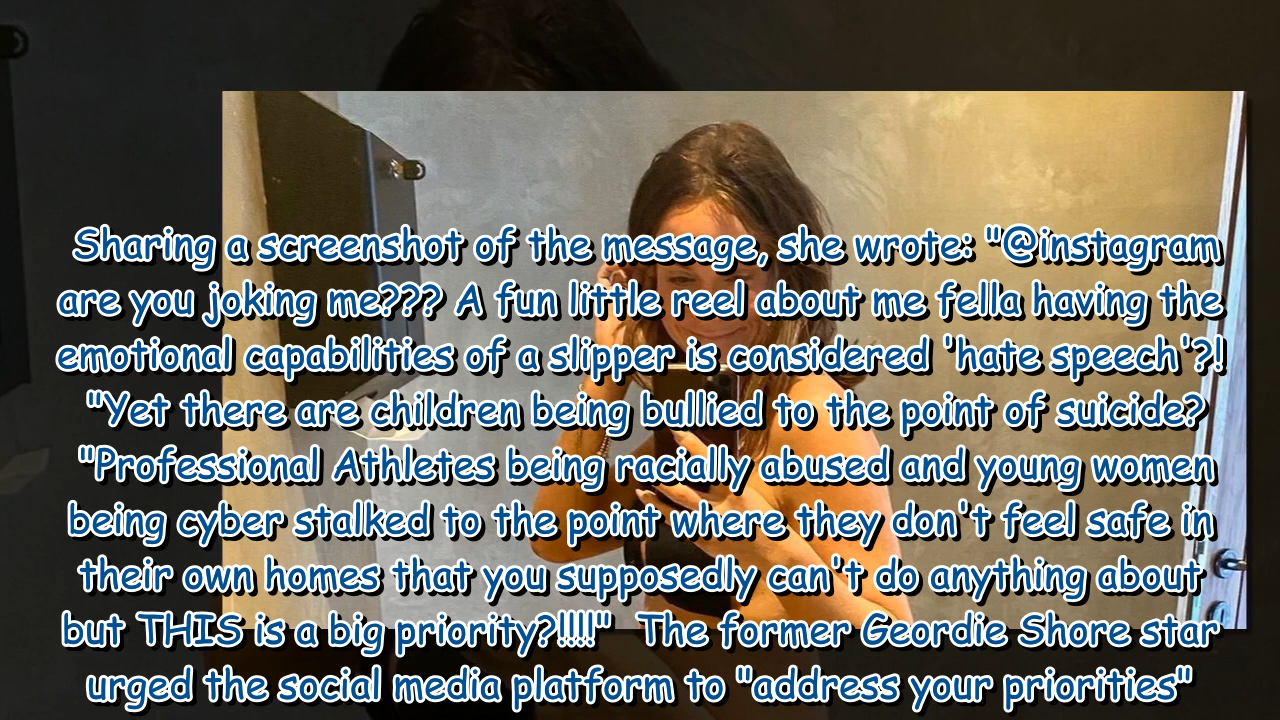 Sharing a screenshot of the message, she wrote: "@instagram
are you joking me??? A fun little reel about me fella having the
emotional capabilities of a slipper is considered 'hate speech'?!
"Yet there are children being bullied to the point of suicide?
"Professional Athletes being racially abused and young women
being cyber stalked to the point where they don't feel safe in
their own homes that you supposedly can't do anything about
but THIS is a big priority?!!!!" The former Geordie Shore star
urged the social media platform to "address your priorities"